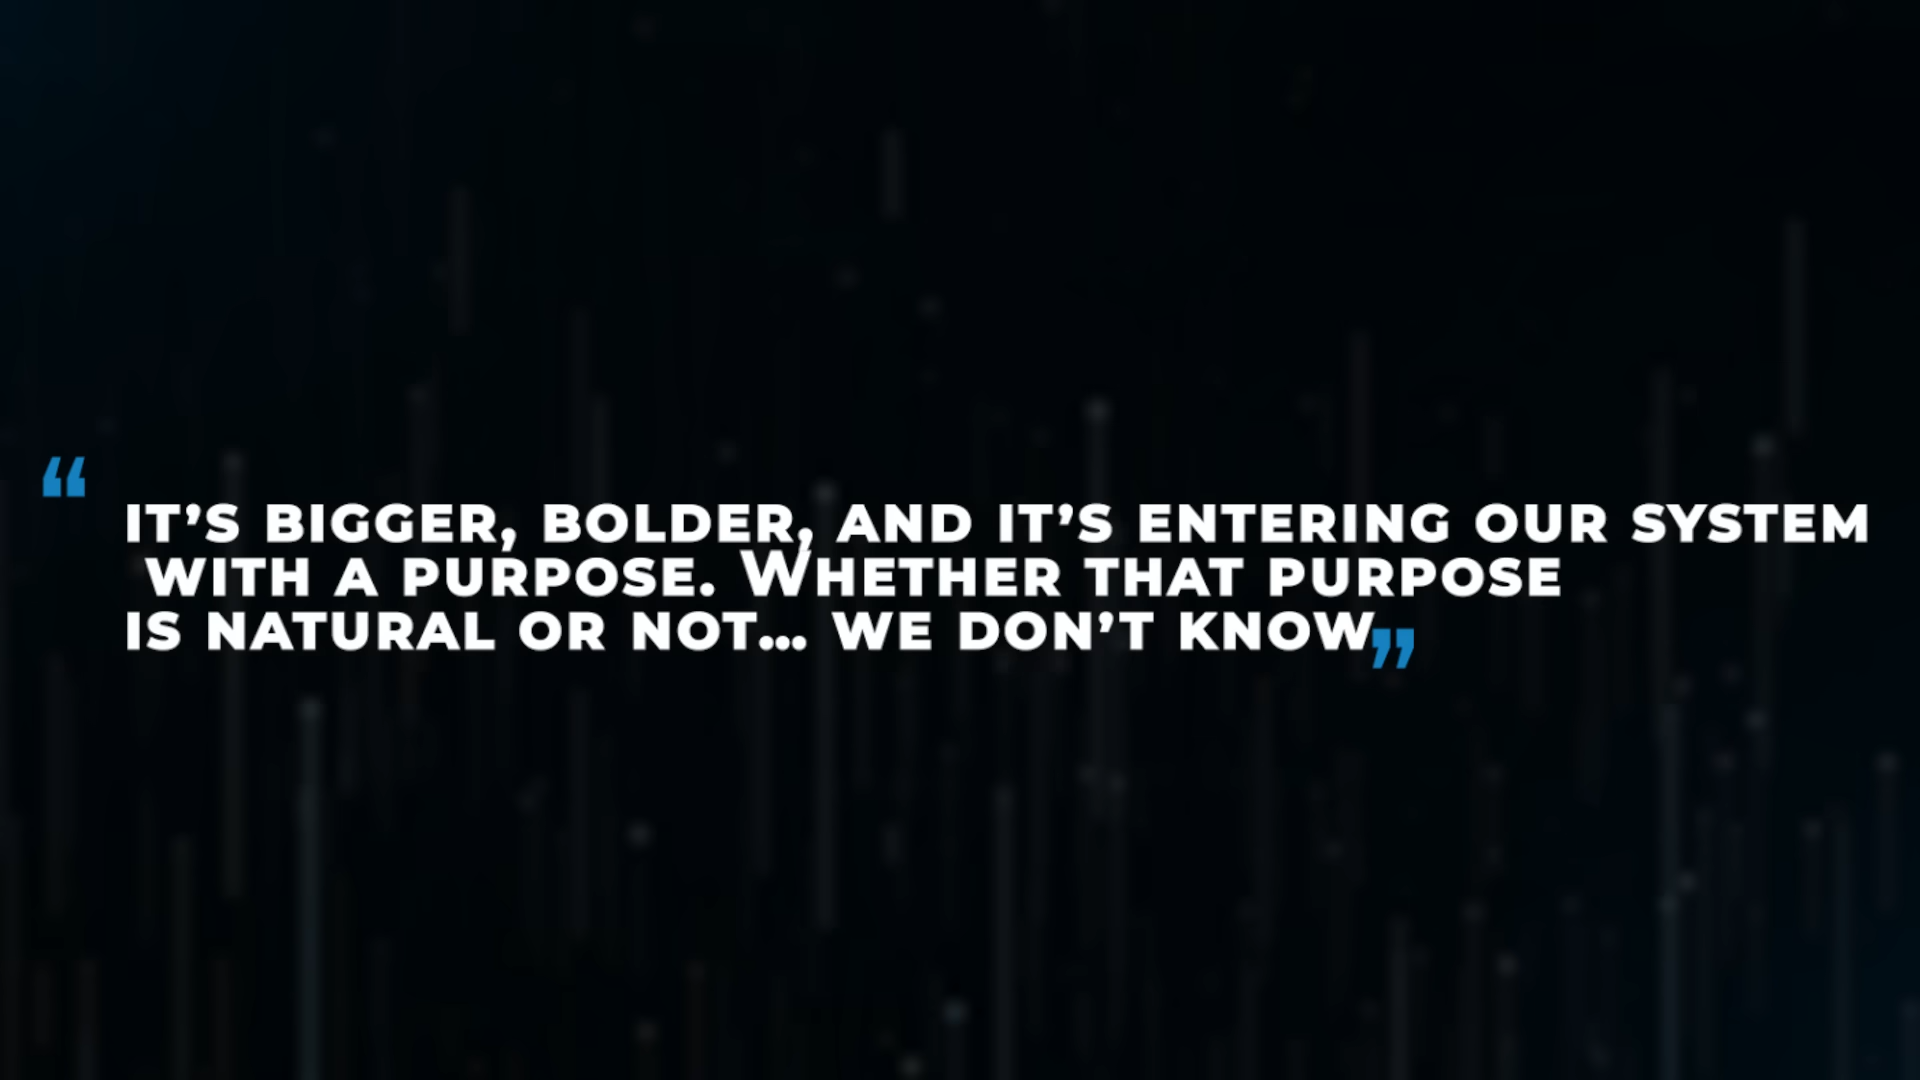 “IT’S BIGGER, BOLDER, AND IT’S ENTERING OUR SYSTEM
WITH A PURPOSE. WHETHER THAT PURPOSE
IS NATURAL OR NOT... WE DON’T KNOW”